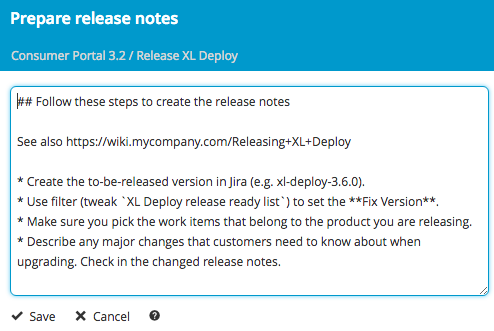 Prepare release notes
Consumer Portal 3.2 / Release XL Deploy
## Follow these steps to create the release notes
See also https://wiki.mycompany.com/Releasing+XL+Deploy
* Create the to-be-released version in Jira (e.g. xl-deploy-3.6.0).
* Use filter (tweak `XL Deploy release ready list`) to set the **Fix Version**.
* Make sure you pick the work items that belong to the product you are releasing.
* Describe any major changes that customers need to know about when
upgrading. Check in the changed release notes.
Save Cancel ?